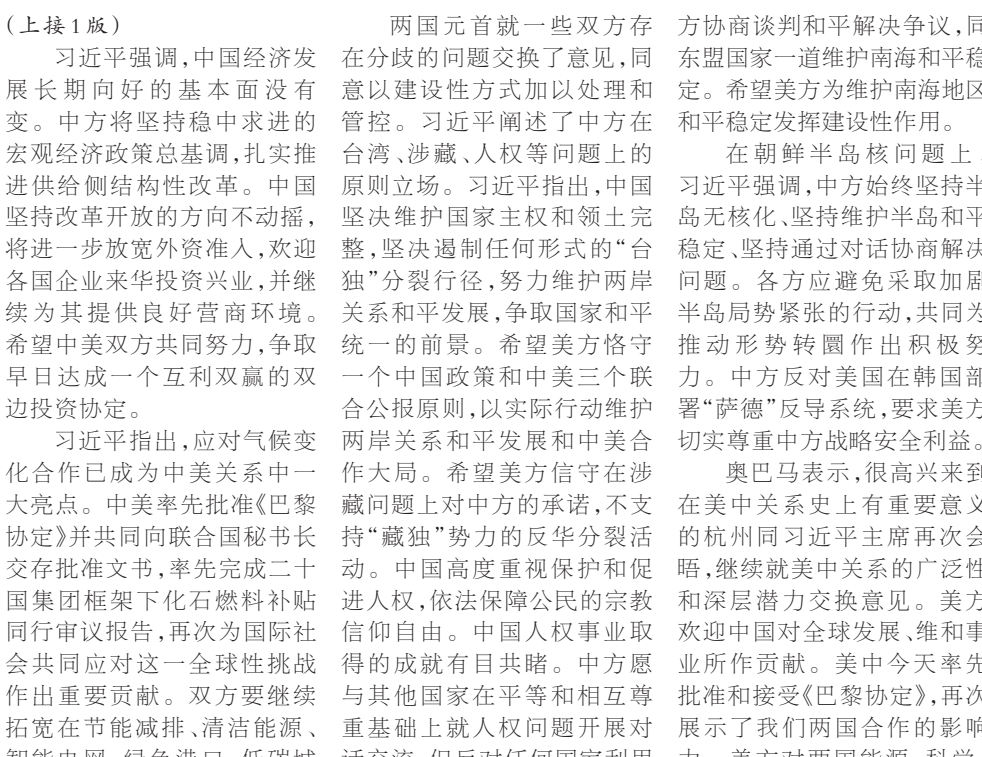 (上接1版)
习近平强调,中国经济发
展长期向好的基本面没有
变。中方将坚持稳中求进的
宏观经济政策总基调,扎实推
进供给侧结构性改革。中国
坚持改革开放的方向不动摇,
将进一步放宽外资准入,欢迎
各国企业来华投资兴业,并继
续为其提供良好营商环境。
希望中美双方共同努力,争取
早日达成一个互利双赢的双
边投资协定。
习近平指出,应对气候变
化合作已成为中美关系中一
大亮点。中美率先批准《巴黎
协定》并共同向联合国秘书长
交存批准文书,率先完成二十
国集团框架下化石燃料补贴
同行审议报告,再次为国际社
会共同应对这一全球性挑战
作出重要贡献。双方要继续
拓宽在节能减排、清洁能源、
两国元首就一些双方存
在分歧的问题交换了意见,同
意以建设性方式加以处理和
管控。习近平阐述了中方在
台湾、涉藏、人权等问题上的
原则立场。习近平指出,中国
坚决维护国家主权和领土完
整,坚决遏制任何形式的“台
独”分裂行径,努力维护两岸
关系和平发展,争取国家和平
统一的前景。希望美方恪守
一个中国政策和中美三个联
合公报原则,以实际行动维护
两岸关系和平发展和中美合
作大局。希望美方信守在涉
藏问题上对中方的承诺,不支
持“藏独”势力的反华分裂活
动。中国高度重视保护和促
进人权,依法保障公民的宗教
信仰自由。中国人权事业取
得的成就有目共睹。中方愿
与其他国家在平等和相互尊
重基础上就人权问题开展对
方协商谈判和平解决争议,同
东盟国家一道维护南海和平稳
定。希望美方为维护南海地区
和平稳定发挥建设性作用。
在朝鲜半岛核问题上
习近平强调,中方始终坚持半
岛无核化、坚持维护半岛和平
稳定、坚持通过对话协商解决
问题。各方应避免采取加剧
半岛局势紧张的行动,共同为
推动形势转圜作出积极努
力。中方反对美国在韩国部
署“萨德”反导系统,要求美方
切实尊重中方战略安全利益。
奥巴马表示,很高兴来到
在美中关系史上有重要意义
的杭州同习近平主席再次会
晤,继续就美中关系的广泛性
和深层潜力交换意见。美方
欢迎中国对全球发展、维和事
业所作贡献。美中今天率先
批准和接受《巴黎协定》,再次
展示了我们两国合作的影响